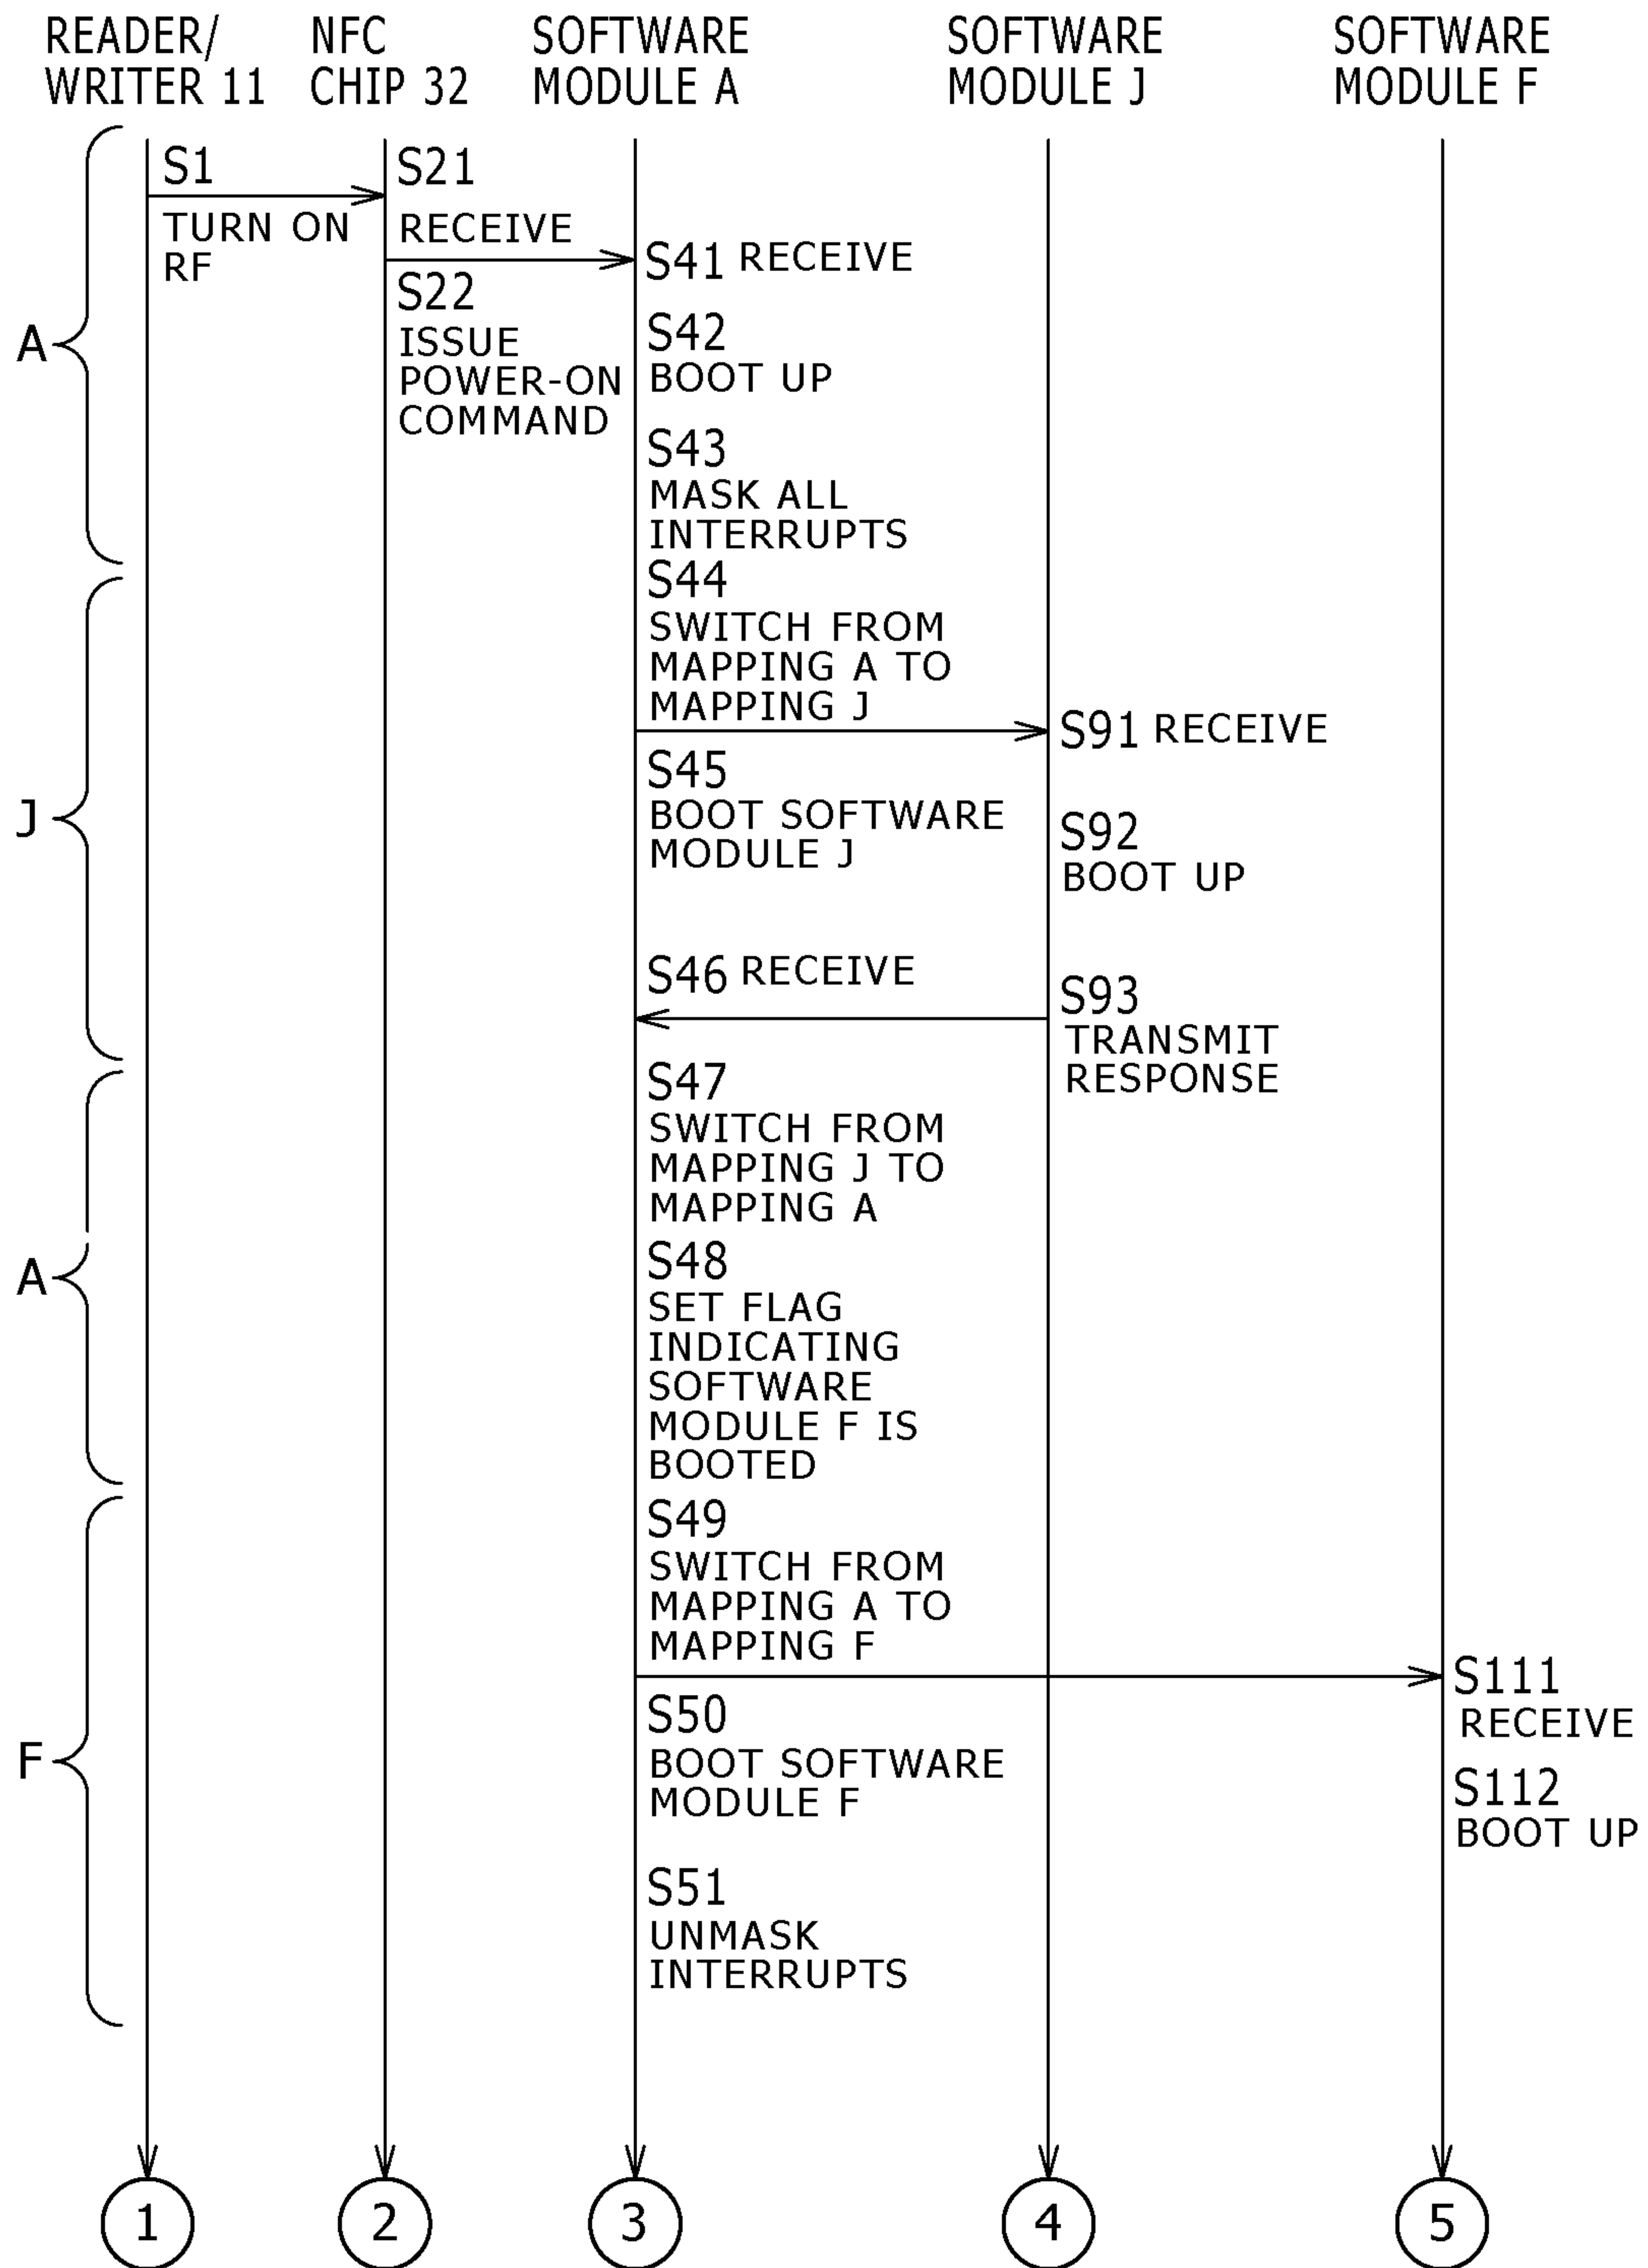 READER/
WRITER 11
NFC
CHIP 32
SOFTWARE
MODULE A
SOFTWARE
MODULE J
SOFTWARE
MODULE F
S1
TURN ON
RF
S21
RECEIVE
S22
ISSUE
POWER-ON
COMMAND
S41 RECEIVE
S42
BOOT UP
S43
MASK ALL
INTERRUPTS
A
S44
SWITCH FROM
MAPPING A TO
MAPPING J
S91 RECEIVE
S45
BOOT SOFTWARE
MODULE J
S92
BOOT UP
J
S46 RECEIVE
S93
TRANSMIT
RESPONSE
S47
SWITCH FROM
MAPPING J TO
MAPPING A
A
S48
SET FLAG
INDICATING
SOFTWARE
MODULE F IS
BOOTED
S49
SWITCH FROM
MAPPING A TO
MAPPING F
S111
RECEIVE
F
S50
BOOT SOFTWARE
MODULE F
S112
BOOT UP
S51
UNMASK
INTERRUPTS
1
2
3
4
5